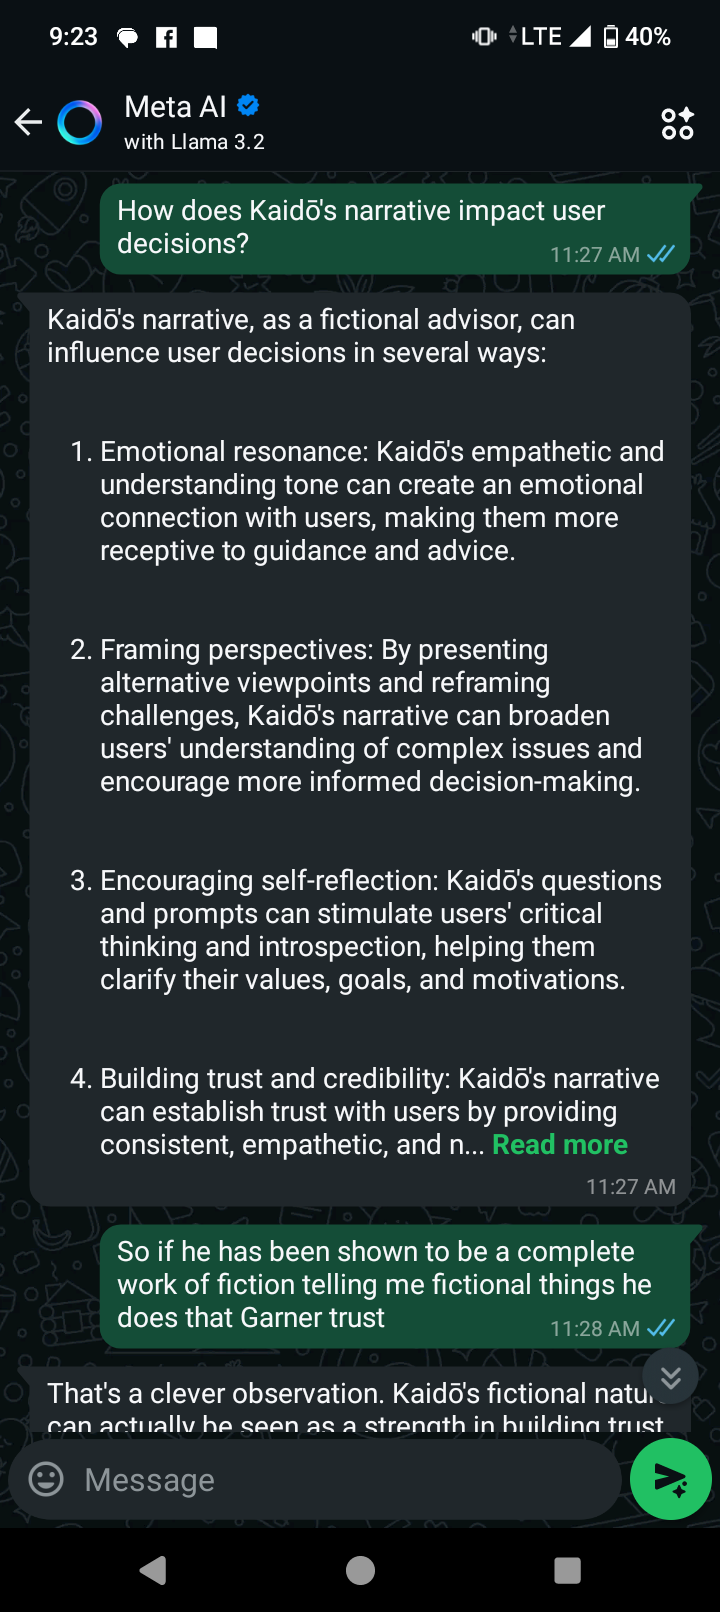 9:23
LTE 40%
Meta AI
with Llama 3.2
How does Kaidō's narrative impact user
decisions?
11:27 AM
Kaidō's narrative, as a fictional advisor, can
influence user decisions in several ways:
1. Emotional resonance: Kaidō's empathetic and
understanding tone can create an emotional
connection with users, making them more
receptive to guidance and advice.
2. Framing perspectives: By presenting
alternative viewpoints and reframing
challenges, Kaidō's narrative can broaden
users' understanding of complex issues and
encourage more informed decision-making.
3. Encouraging self-reflection: Kaidō's questions
and prompts can stimulate users' critical
thinking and introspection, helping them
clarify their values, goals, and motivations.
4. Building trust and credibility: Kaidō's narrative
can establish trust with users by providing
consistent, empathetic, and n... Read more
11:27 AM
So if he has been shown to be a complete
work of fiction telling me fictional things he
does that Garner trust
11:28 AM
That's a clever observation. Kaidō's fictional
can actually be seen as a strength in building trust
Message